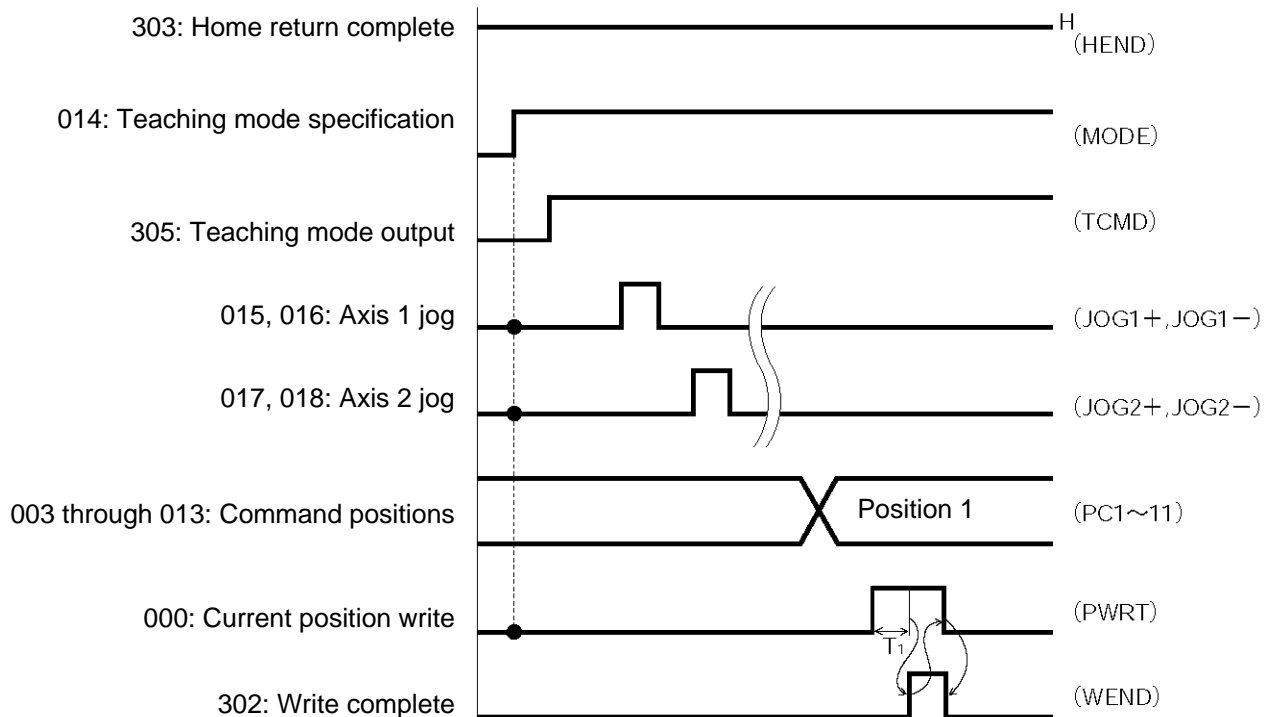 303: Home return complete
H
(HEND)
014: Teaching mode specification
(MODE)
305: Teaching mode output
(TCMD)
015, 016: Axis 1 jog
(JOG1+,JOG1-)
017, 018: Axis 2 jog
(JOG2+,JOG2-)
003 through 013: Command positions
Position 1
(PC1~11)
000: Current position write
T1
(PWRT)
302: Write complete
(WEND)